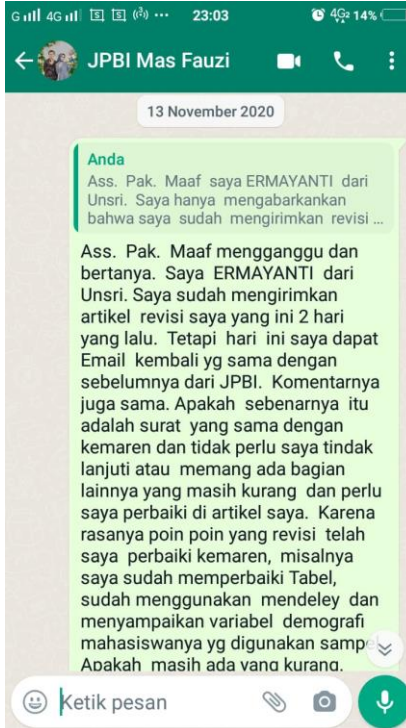 G 4G 23:03 4G2 14%
JPBI Mas Fauzi
13 November 2020
Anda
Ass. Pak. Maaf saya ERMAYANTI dari
Unsri. Saya hanya mengabarkankan
bahwa saya sudah mengirimkan revisi ...
Ass. Pak. Maaf mengganggu dan
bertanya. Saya ERMAYANTI dari
Unsri. Saya sudah mengirimkan
artikel revisi saya yang ini 2 hari
yang lalu. Tetapi hari ini saya dapat
Email kembali yg sama dengan
sebelumnya dari JPBI. Komentarnya
juga sama. Apakah sebenarnya itu
adalah surat yang sama dengan
kemaren dan tidak perlu saya tindak
lanjuti atau memang ada bagian
lainnya yang masih kurang dan perlu
saya perbaiki di artikel saya. Karena
rasanya poin poin yang revisi telah
saya perbaiki kemaren, misalnya
saya sudah memperbaiki Tabel,
sudah menggunakan mendeley dan
menyampaikan variabel demografi
mahasiswanya yg digunakan sampel
Apakah masih ada yang kurang.
Ketik pesan